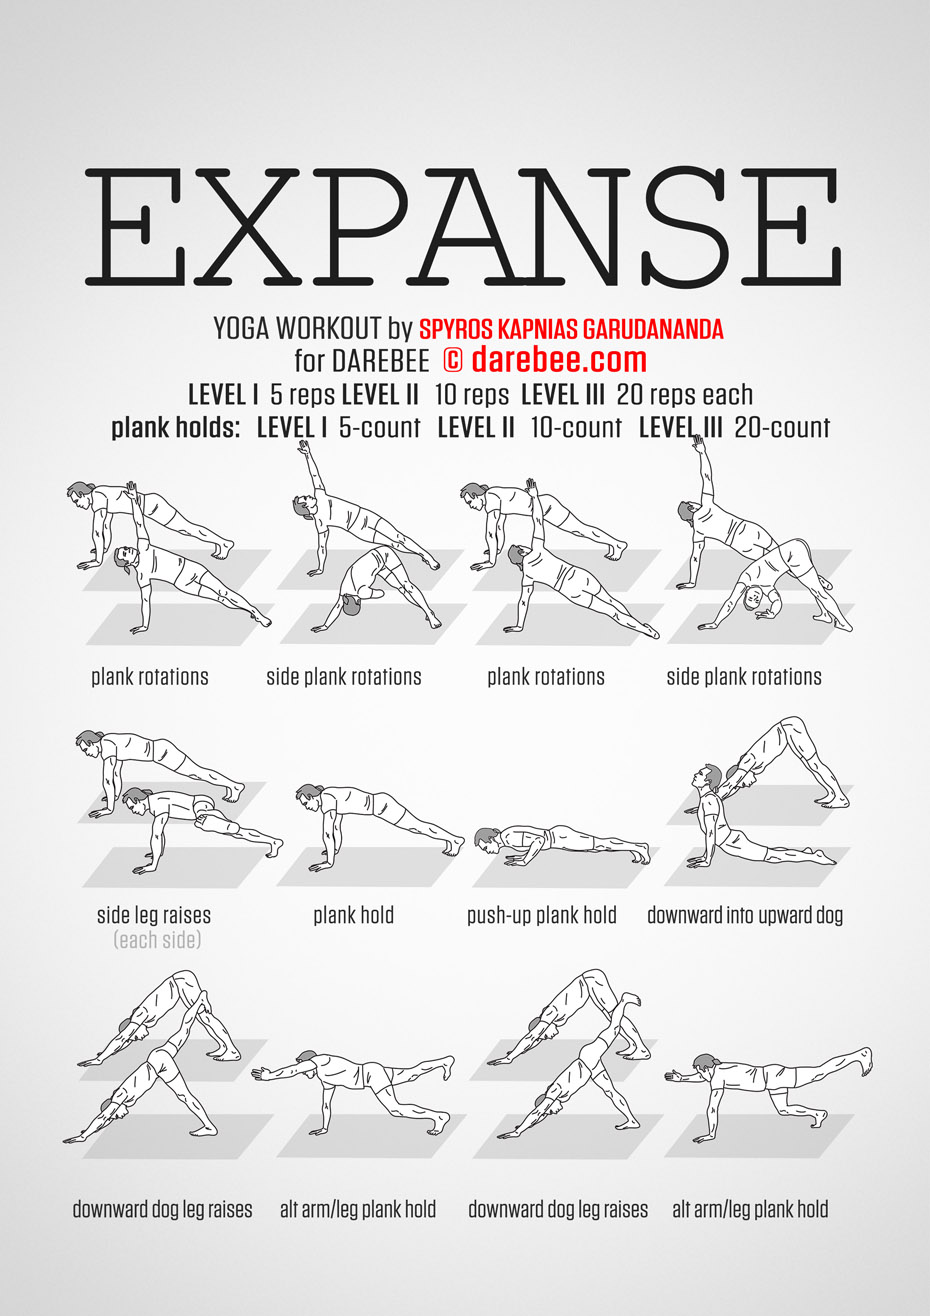 EXPANSE
YOGA WORKOUT by SPYROS KAPNIAS GARUDANANDA
for DAREBEE © darebee.com
LEVEL I 5 reps LEVEL II 10 reps LEVEL III 20 reps each
plank holds: LEVEL I 5-count LEVEL II 10-count LEVEL III 20-count
plank rotations side plank rotations plank rotations side plank rotations
side leg raises plank hold push-up plank hold downward into upward dog
(each side)
downward dog leg raises alt arm/leg plank hold downward dog leg raises alt arm/leg plank hold